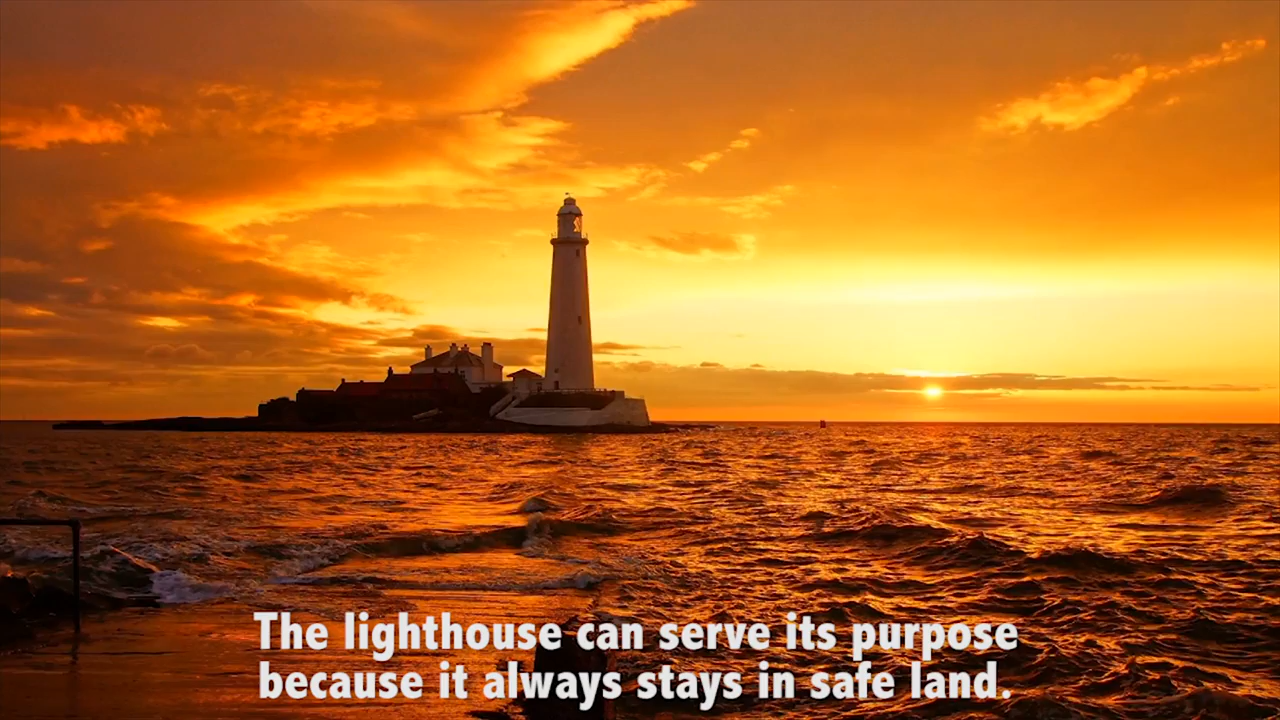 The lighthouse can serve its purpose
because it always stays in safe land.